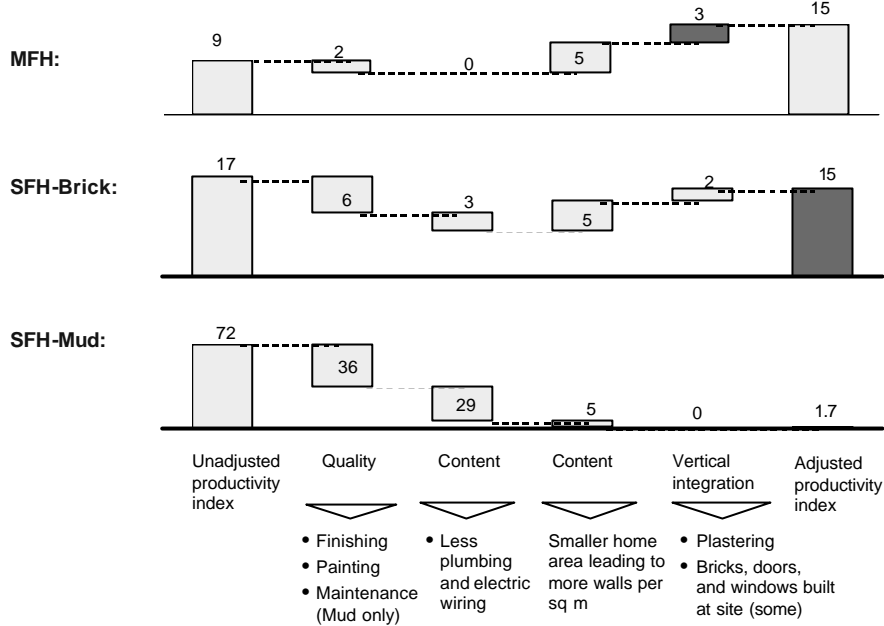 MFH:
9
2
0
5
3
15
SFH-Brick:
17
6
3
5
2
15
SFH-Mud:
72
36
29
5
0
1.7
Unadjusted
productivity
index
Quality
Content
Content
Vertical
integration
Adjusted
productivity
index
• Finishing
• Painting
• Maintenance
(Mud only)
• Less
plumbing
and electric
wiring
Smaller home
area leading to
more walls per
sq m
• Plastering
• Bricks, doors,
and windows built
at site (some)